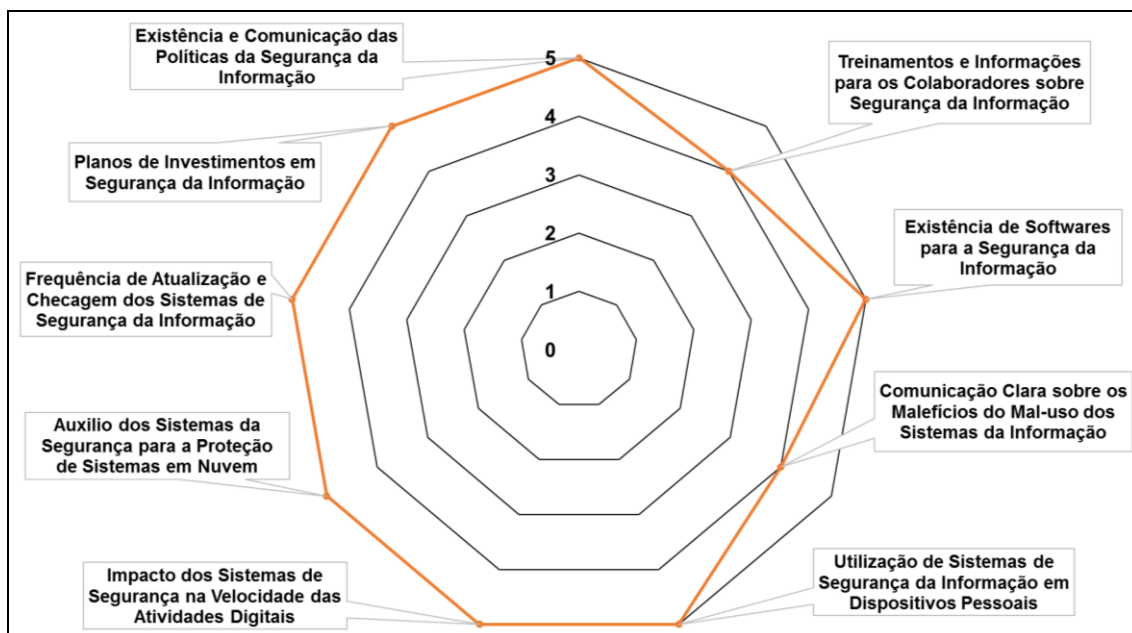 Existência e Comunicação das
Políticas da Segurança da
Informação
Treinamentos e Informações
para os Colaboradores sobre
Segurança da Informação
Planos de Investimentos em
Segurança da Informação
Existência de Softwares
para a Segurança da
Informação
Frequência de Atualização e
Checagem dos Sistemas de
Segurança da Informação
Comunicação Clara sobre os
Malefícios do Mal-uso dos
Sistemas da Informação
Auxilio dos Sistemas da
Segurança para a Proteção
de Sistemas em Nuvem
Utilização de Sistemas de
Segurança da Informação em
Dispositivos Pessoais
Impacto dos Sistemas de
Segurança na Velocidade das
Atividades Digitais
5
4
3
2
1
0